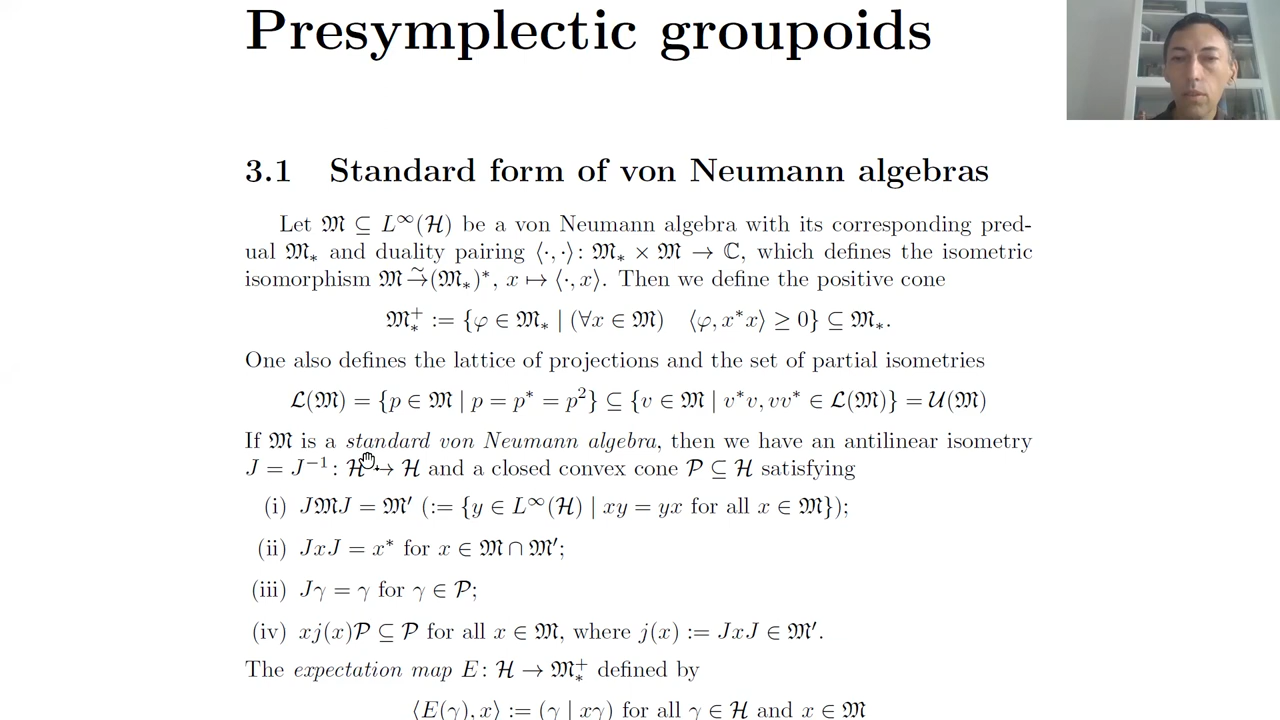 Presymplectic groupoids
3.1 Standard form of von Neumann algebras
Let 𝔐 ⊆ L^∞(ℋ) be a von Neumann algebra with its corresponding pred-
ual 𝔐_* and duality pairing ⟨·,·⟩: 𝔐_* × 𝔐 → ℂ, which defines the isometric
isomorphism 𝔐 →̃ (𝔐_*)^*, x ↦ ⟨·, x⟩. Then we define the positive cone
𝔐_*^+ := {φ ∈ 𝔐_* | (∀x ∈ 𝔐) ⟨φ, x^*x⟩ ≥ 0} ⊆ 𝔐_*.
One also defines the lattice of projections and the set of partial isometries
ℒ(𝔐) = {p ∈ 𝔐 | p = p^* = p^2} ⊆ {v ∈ 𝔐 | v^*v, vv^* ∈ ℒ(𝔐)} = 𝒰(𝔐)
If 𝔐 is a standard von Neumann algebra, then we have an antilinear isometry
J = J^{-1}: ℋ → ℋ and a closed convex cone 𝒫 ⊆ ℋ satisfying
(i) J𝔐J = 𝔐′ (:= {y ∈ L^∞(ℋ) | xy = yx for all x ∈ 𝔐});
(ii) JxJ = x^* for x ∈ 𝔐 ∩ 𝔐′;
(iii) Jγ = γ for γ ∈ 𝒫;
(iv) xj(x)𝒫 ⊆ 𝒫 for all x ∈ 𝔐, where j(x) := JxJ ∈ 𝔐′.
The expectation map E: ℋ → 𝔐_*^+ defined by
⟨E(γ), x⟩ := (γ | xγ) for all γ ∈ ℋ and x ∈ 𝔐